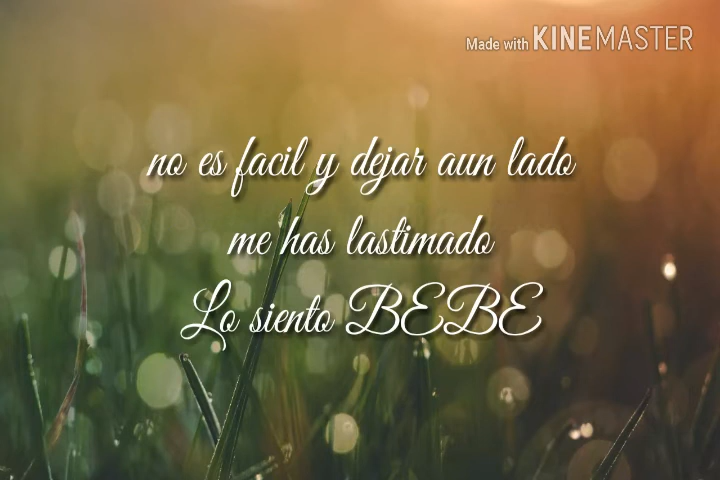 Made with KINEMASTER
no es facil y dejar aun lado
me has lastimado
Lo siento BEBE